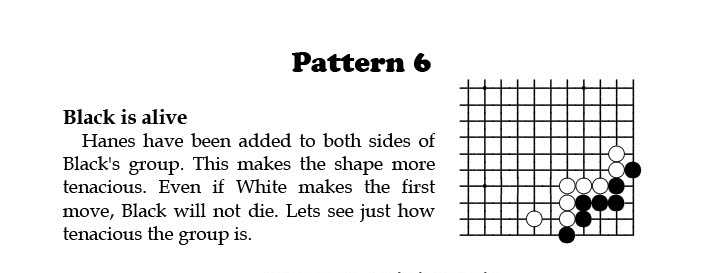 Pattern 6
Black is alive
Hanes have been added to both sides of
Black's group. This makes the shape more
tenacious. Even if White makes the first
move, Black will not die. Lets see just how
tenacious the group is.